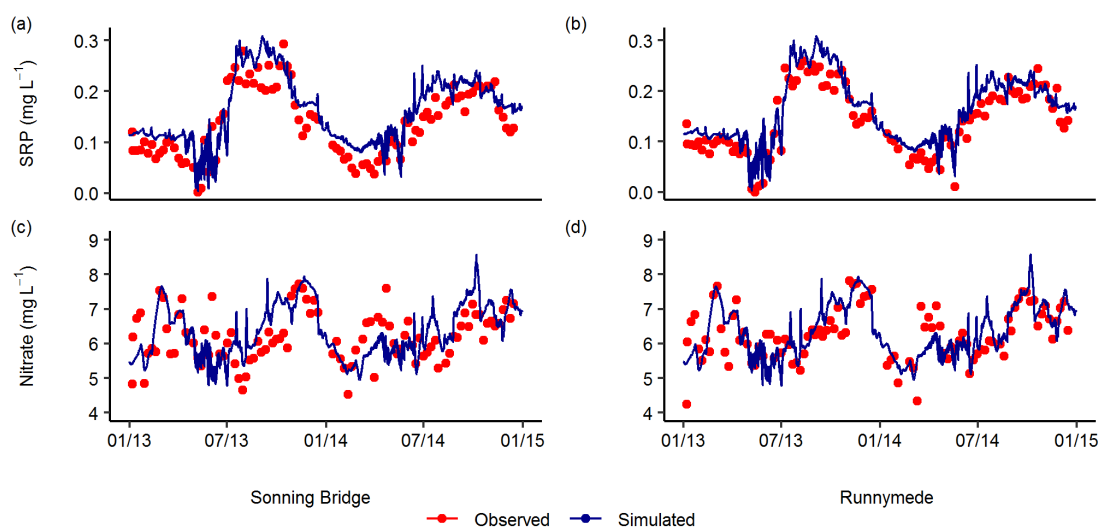 (a) (b)
SRP (mg L⁻¹)
0.3 0.3
0.2 0.2
0.1 0.1
0.0 0.0
(c) (d)
Nitrate (mg L⁻¹)
9 9
8 8
7 7
6 6
5 5
4 4
01/13 07/13 01/14 07/14 01/15 01/13 07/13 01/14 07/14 01/15
Sonning Bridge Runnymede
Observed Simulated